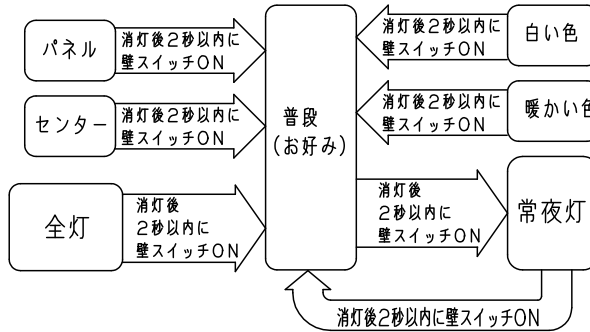 パネル
消灯後2秒以内に
壁スイッチON
センター
消灯後2秒以内に
壁スイッチON
全灯
消灯後
2秒以内に
壁スイッチON
普段
(お好み)
消灯後2秒以内に
壁スイッチON
白い色
消灯後2秒以内に
壁スイッチON
暖かい色
消灯後
2秒以内に
壁スイッチON
常夜灯
消灯後2秒以内に壁スイッチON